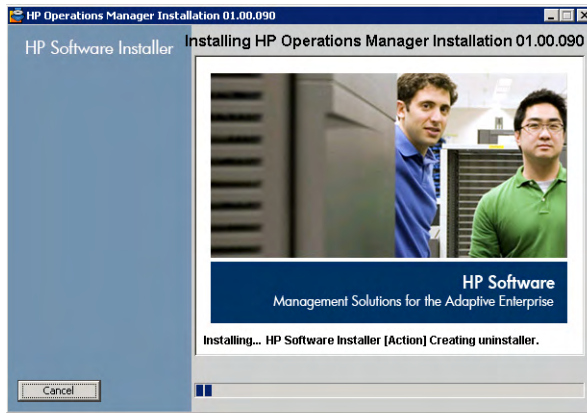 HP Operations Manager Installation 01.00.090
HP Software Installer
Installing HP Operations Manager Installation 01.00.090
HP Software
Management Solutions for the Adaptive Enterprise
Installing... HP Software Installer [Action] Creating uninstaller.
Cancel